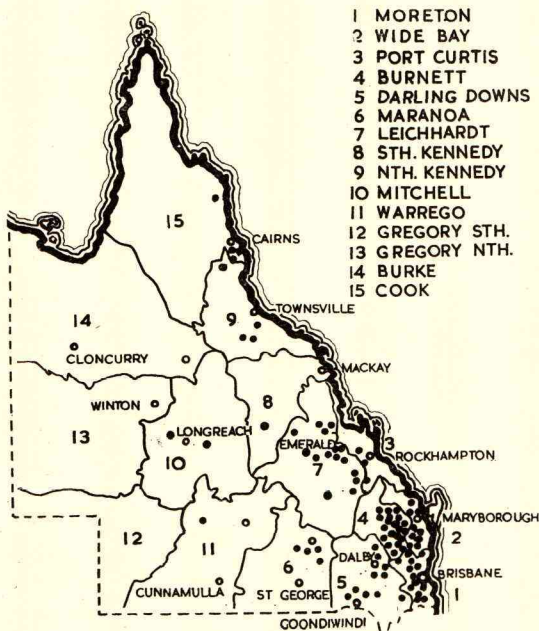 1 MORETON
2 WIDE BAY
3 PORT CURTIS
4 BURNETT
5 DARLING DOWNS
6 MARANOA
7 LEICHHARDT
8 STH. KENNEDY
9 NTH. KENNEDY
10 MITCHELL
11 WARREGO
12 GREGORY STH.
13 GREGORY NTH.
14 BURKE
15 COOK
15
CAIRNS
TOWNSVILLE
14
9
CLONCURRY
MACKAY
WINTON
8
13
LONGREACH
EMERALD
3
10
7
ROCKHAMPTON
4
MARYBOROUGH
12
11
2
6
DALBY
BRISBANE
CUNNAMULLA
ST GEORGE
5
1
GOONDIWINDI